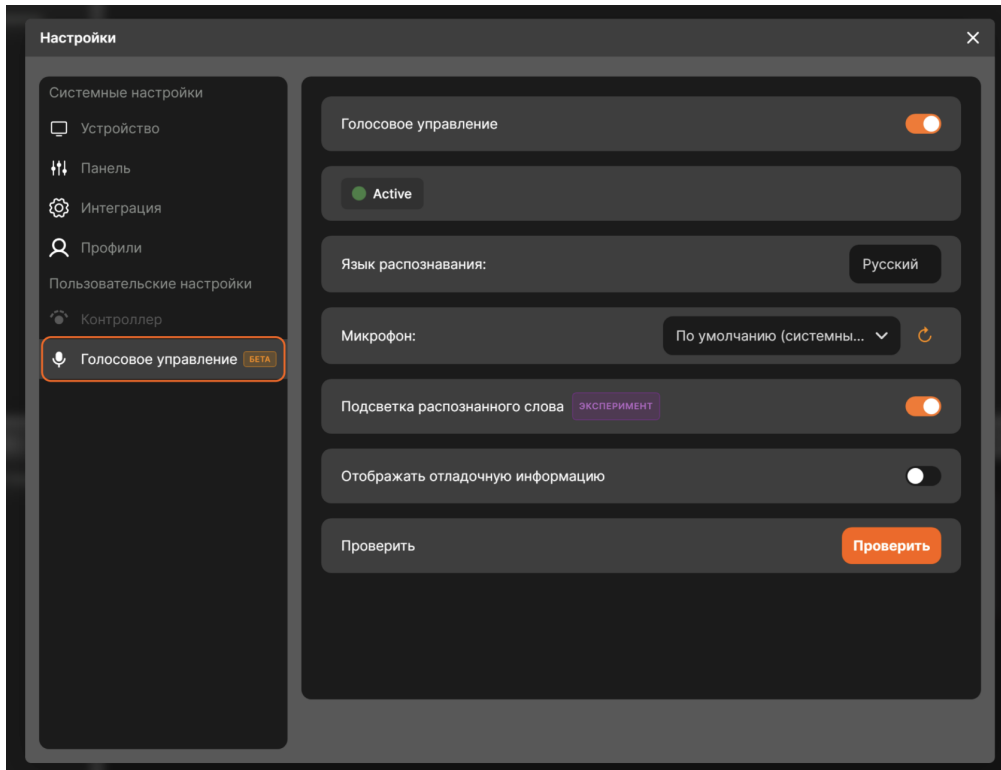 Настройки
Системные настройки
Устройство
Панель
Интеграция
Профили
Пользовательские настройки
Контроллер
Голосовое управление БЕТА
Голосовое управление
Active
Язык распознавания: Русский
Микрофон: По умолчанию (системны...
Подсветка распознанного слова ЭКСПЕРИМЕНТ
Отображать отладочную информацию
Проверить Проверить